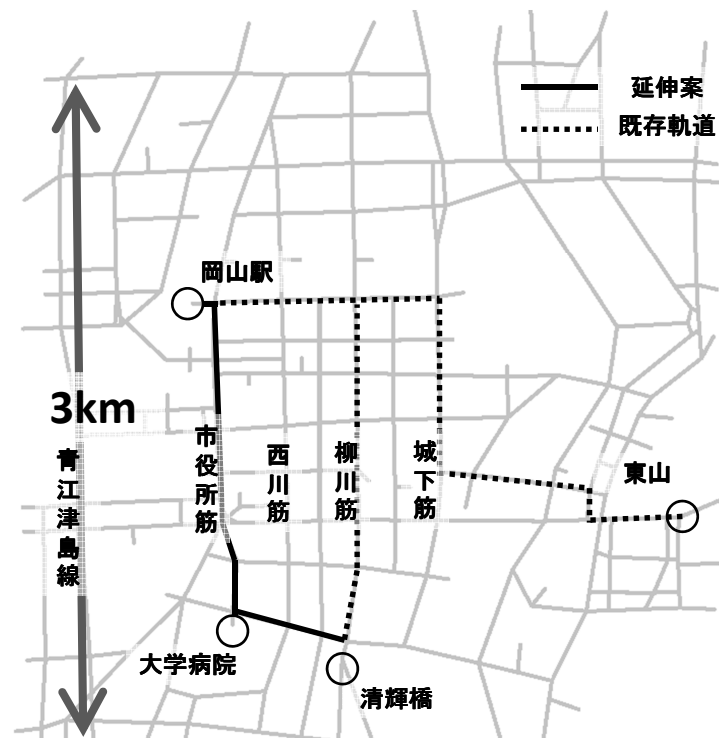 延伸案
既存軌道
岡山駅
3km
青江津島線
市役所筋
西川筋
柳川筋
城下筋
東山
大学病院
清輝橋